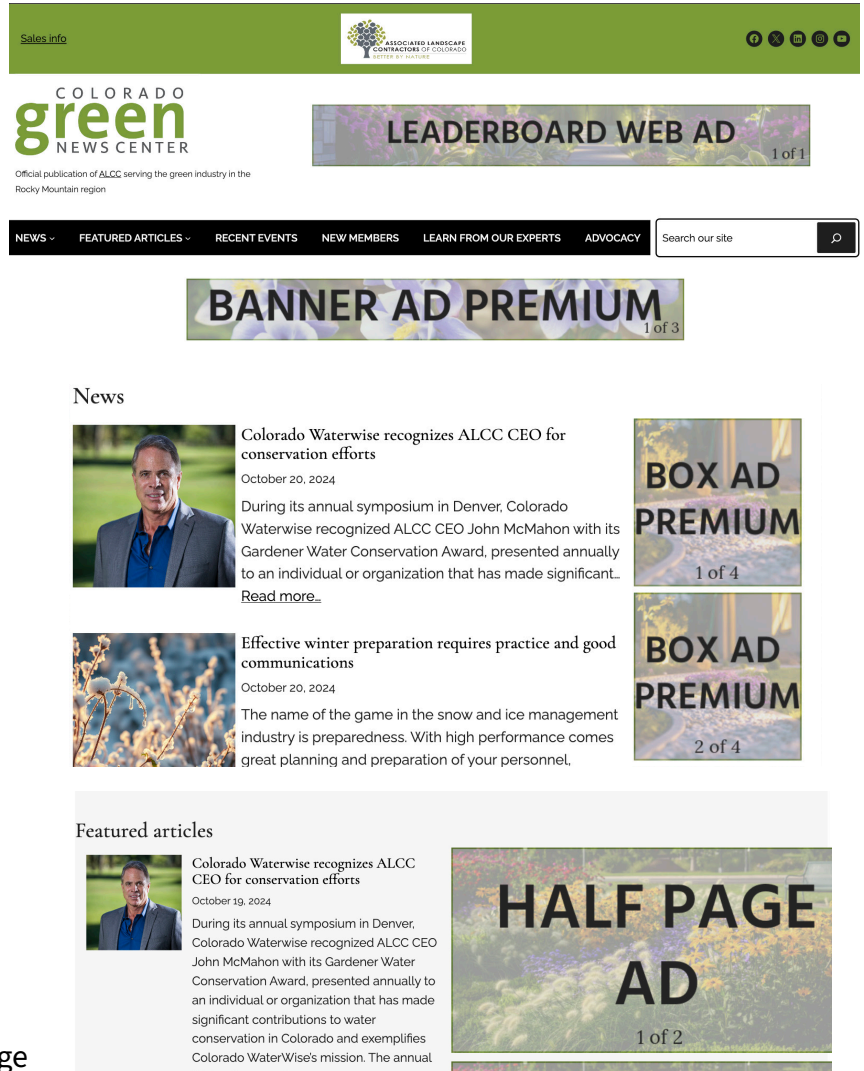 Sales info
ASSOCIATED LANDSCAPE
CONTRACTORS OF COLORADO
BETTER BY NATURE
COLORADO
green
NEWS CENTER
Official publication of ALCC serving the green industry in the
Rocky Mountain region
LEADERBOARD WEB AD
1 of 1
NEWS FEATURED ARTICLES RECENT EVENTS NEW MEMBERS LEARN FROM OUR EXPERTS ADVOCACY Search our site
BANNER AD PREMIUM
1 of 3
News
Colorado Waterwise recognizes ALCC CEO for
conservation efforts
October 20, 2024
During its annual symposium in Denver, Colorado
Waterwise recognized ALCC CEO John McMahon with its
Gardener Water Conservation Award, presented annually
to an individual or organization that has made significant…
Read more…
BOX AD
PREMIUM
1 of 4
Effective winter preparation requires practice and good
communications
October 20, 2024
The name of the game in the snow and ice management
industry is preparedness. With high performance comes
great planning and preparation of your personnel,
BOX AD
PREMIUM
2 of 4
Featured articles
Colorado Waterwise recognizes ALCC
CEO for conservation efforts
October 19, 2024
During its annual symposium in Denver,
Colorado Waterwise recognized ALCC CEO
John McMahon with its Gardener Water
Conservation Award, presented annually to
an individual or organization that has made
significant contributions to water
conservation in Colorado and exemplifies
Colorado WaterWise's mission. The annual
HALF PAGE
AD
1 of 2
ge